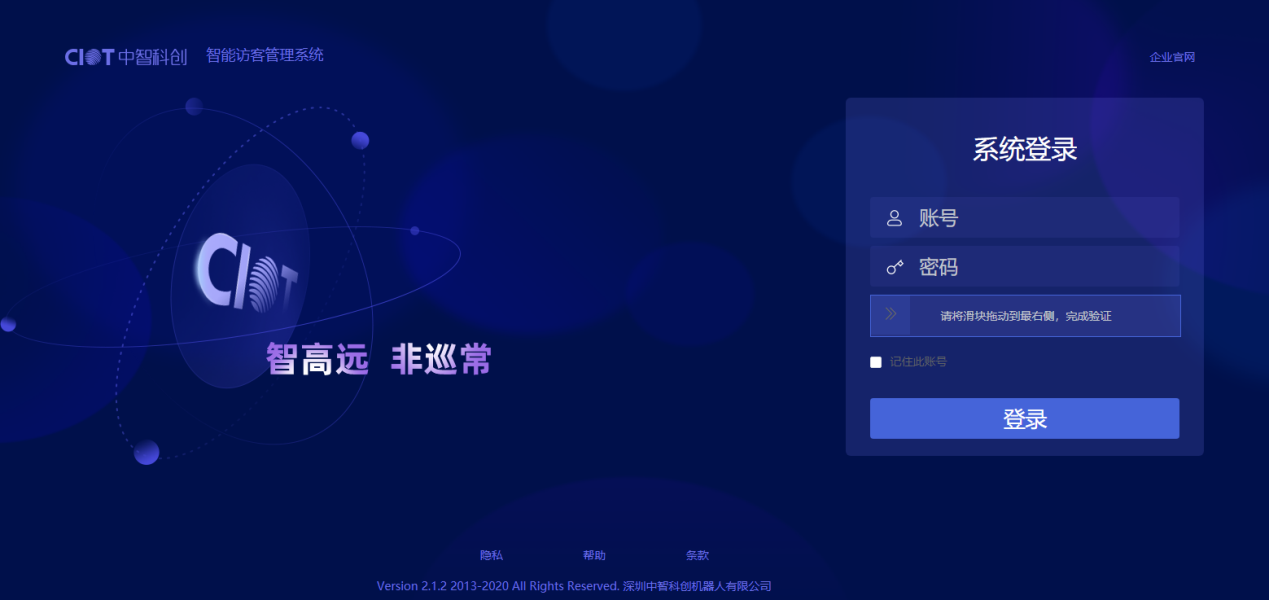 CIOT 中智科创 智能访客管理系统
企业官网
系统登录
账号
密码
请将滑块拖动到最右侧，完成验证
记住此账号
登录
CIOT
智高远 非巡常
隐私 帮助 条款
Version 2.1.2 2013-2020 All Rights Reserved. 深圳中智科创机器人有限公司